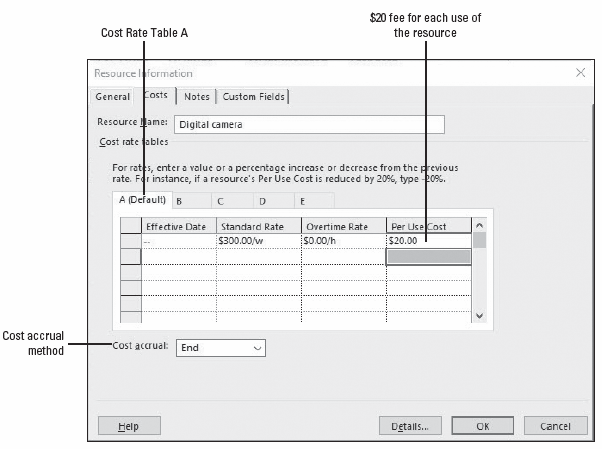 $20 fee for each use of
the resource
Cost Rate Table A
Resource Information
General Costs Notes Custom Fields
Resource Name: Digital camera
Cost rate tables
For rates, enter a value or a percentage increase or decrease from the previous
rate. For instance, if a resource's Per Use Cost is reduced by 20%, type -20%.
A (Default) B C D E
Effective Date Standard Rate Overtime Rate Per Use Cost
-- $300.00/w $0.00/h $20.00
Cost accrual
method
Cost accrual: End
Help Details... OK Cancel